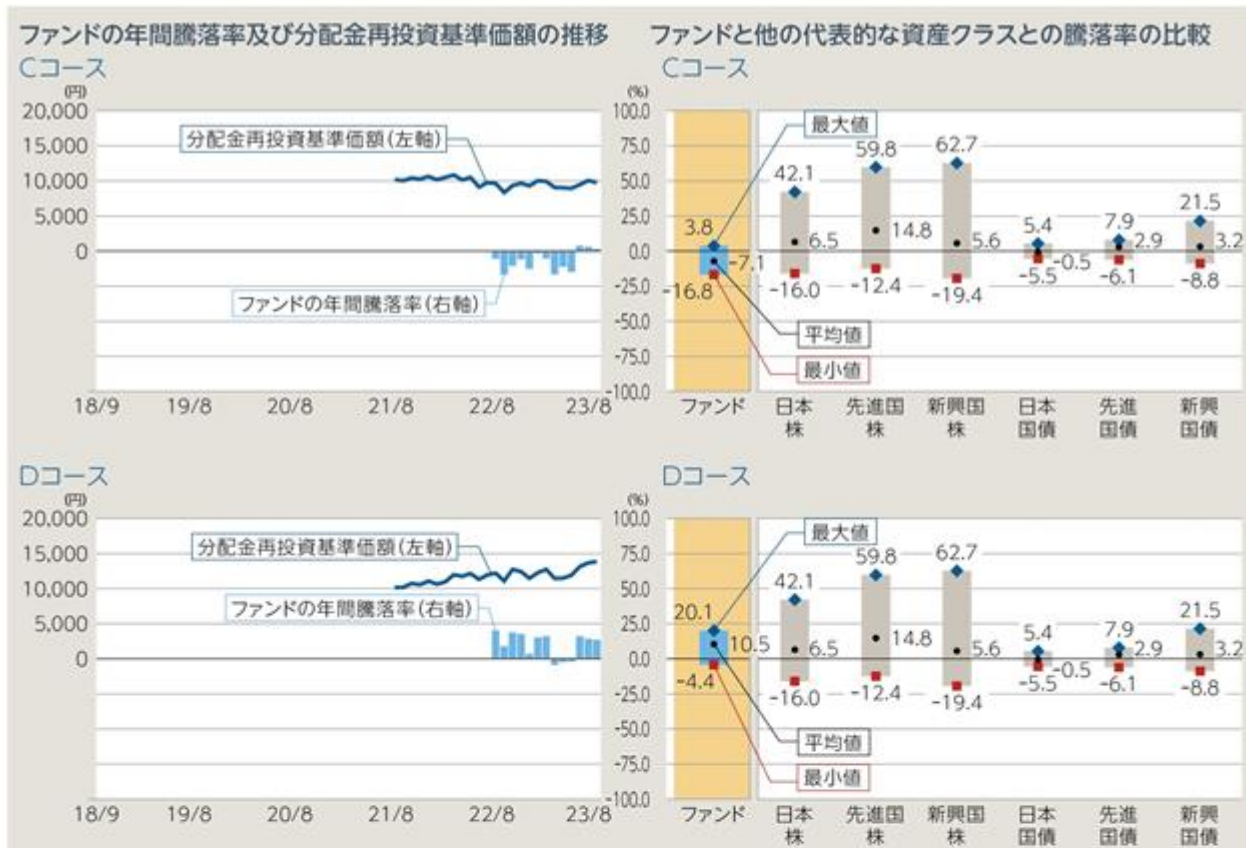 ファンドの年間騰落率及び分配金再投資基準価額の推移
Cコース
(円)
20,000
15,000
10,000
5,000
0
分配金再投資基準価額(左軸)
ファンドの年間騰落率(右軸)
18/9 19/8 20/8 21/8 22/8 23/8
ファンドと他の代表的な資産クラスとの騰落率の比較
Cコース
(%)
100.0
75.0
50.0
25.0
0.0
-25.0
-50.0
-75.0
-100.0
最大値
平均値
最小値
3.8 42.1 59.8 62.7 5.4 7.9 21.5
-7.1 6.5 14.8 5.6 -0.5 2.9 3.2
-16.8 -16.0 -12.4 -19.4 -5.5 -6.1 -8.8
ファンド 日本 先進国 新興国 日本 先進 新興
株 株 株 国債 国債 国債
Dコース
(円)
20,000
15,000
10,000
5,000
0
分配金再投資基準価額(左軸)
ファンドの年間騰落率(右軸)
18/9 19/8 20/8 21/8 22/8 23/8
Dコース
(%)
100.0
75.0
50.0
25.0
0.0
-25.0
-50.0
-75.0
-100.0
最大値
平均値
最小値
20.1 42.1 59.8 62.7 5.4 7.9 21.5
10.5 6.5 14.8 5.6 -0.5 2.9 3.2
-4.4 -16.0 -12.4 -19.4 -5.5 -6.1 -8.8
ファンド 日本 先進国 新興国 日本 先進 新興
株 株 株 国債 国債 国債